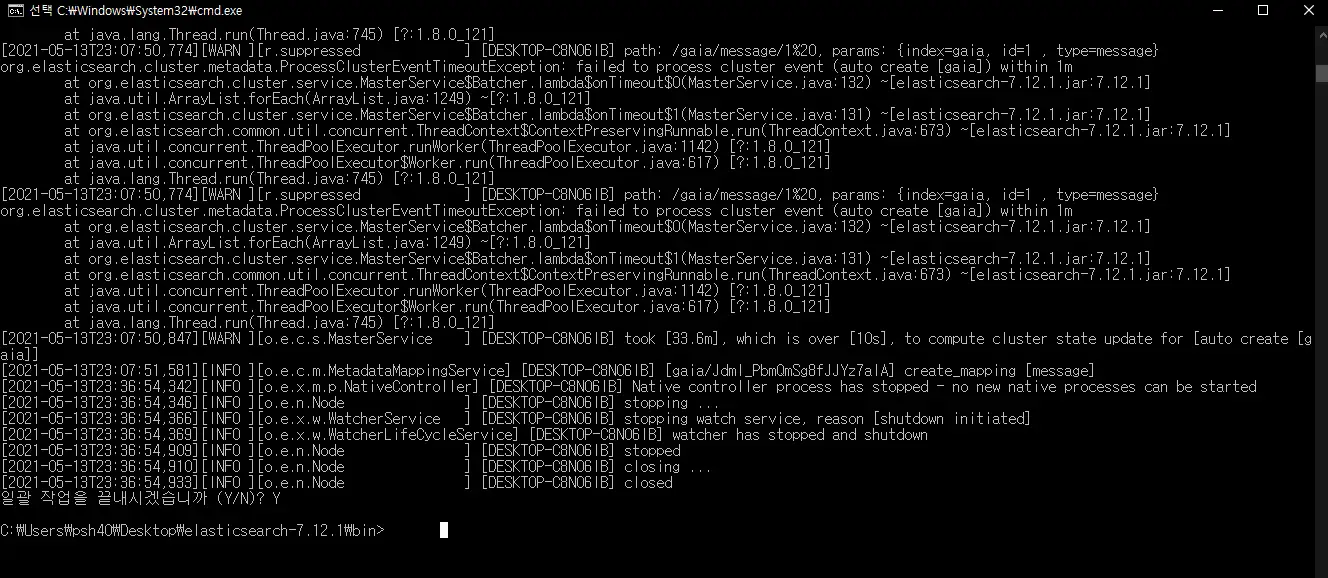 선택 C:\Windows\System32\cmd.exe
at java.lang.Thread.run(Thread.java:745) [?:1.8.0_121]
[2021-05-13T23:07:50,774][WARN ][r.suppressed             ] [DESKTOP-C8NO6IB] path: /gaia/message/1%20, params: {index=gaia, id=1 , type=message}
org.elasticsearch.cluster.metadata.ProcessClusterEventTimeoutException: failed to process cluster event (auto create [gaia]) within 1m
at org.elasticsearch.cluster.service.MasterService$Batcher.lambda$onTimeout$0(MasterService.java:132) ~[elasticsearch-7.12.1.jar:7.12.1]
at java.util.ArrayList.forEach(ArrayList.java:1249) ~[?:1.8.0_121]
at org.elasticsearch.cluster.service.MasterService$Batcher.lambda$onTimeout$1(MasterService.java:131) ~[elasticsearch-7.12.1.jar:7.12.1]
at org.elasticsearch.common.util.concurrent.ThreadContext$ContextPreservingRunnable.run(ThreadContext.java:673) ~[elasticsearch-7.12.1.jar:7.12.1]
at java.util.concurrent.ThreadPoolExecutor.runWorker(ThreadPoolExecutor.java:1142) [?:1.8.0_121]
at java.util.concurrent.ThreadPoolExecutor$Worker.run(ThreadPoolExecutor.java:617) [?:1.8.0_121]
at java.lang.Thread.run(Thread.java:745) [?:1.8.0_121]
[2021-05-13T23:07:50,774][WARN ][r.suppressed             ] [DESKTOP-C8NO6IB] path: /gaia/message/1%20, params: {index=gaia, id=1 , type=message}
org.elasticsearch.cluster.metadata.ProcessClusterEventTimeoutException: failed to process cluster event (auto create [gaia]) within 1m
at org.elasticsearch.cluster.service.MasterService$Batcher.lambda$onTimeout$0(MasterService.java:132) ~[elasticsearch-7.12.1.jar:7.12.1]
at java.util.ArrayList.forEach(ArrayList.java:1249) ~[?:1.8.0_121]
at org.elasticsearch.cluster.service.MasterService$Batcher.lambda$onTimeout$1(MasterService.java:131) ~[elasticsearch-7.12.1.jar:7.12.1]
at org.elasticsearch.common.util.concurrent.ThreadContext$ContextPreservingRunnable.run(ThreadContext.java:673) ~[elasticsearch-7.12.1.jar:7.12.1]
at java.util.concurrent.ThreadPoolExecutor.runWorker(ThreadPoolExecutor.java:1142) [?:1.8.0_121]
at java.util.concurrent.ThreadPoolExecutor$Worker.run(ThreadPoolExecutor.java:617) [?:1.8.0_121]
at java.lang.Thread.run(Thread.java:745) [?:1.8.0_121]
[2021-05-13T23:07:50,847][WARN ][o.e.c.s.MasterService    ] [DESKTOP-C8NO6IB] took [33.6m], which is over [10s], to compute cluster state update for [auto create [g
aia]]
[2021-05-13T23:07:51,581][INFO ][o.e.c.m.MetadataMappingService] [DESKTOP-C8NO6IB] [gaia/Jdml_PbmQmSg8fJJYz7aIA] create_mapping [message]
[2021-05-13T23:36:54,342][INFO ][o.e.x.m.p.NativeController] [DESKTOP-C8NO6IB] Native controller process has stopped - no new native processes can be started
[2021-05-13T23:36:54,346][INFO ][o.e.n.Node               ] [DESKTOP-C8NO6IB] stopping ...
[2021-05-13T23:36:54,366][INFO ][o.e.x.w.WatcherService   ] [DESKTOP-C8NO6IB] stopping watch service, reason [shutdown initiated]
[2021-05-13T23:36:54,369][INFO ][o.e.x.w.WatcherLifeCycleService] [DESKTOP-C8NO6IB] watcher has stopped and shutdown
[2021-05-13T23:36:54,909][INFO ][o.e.n.Node               ] [DESKTOP-C8NO6IB] stopped
[2021-05-13T23:36:54,910][INFO ][o.e.n.Node               ] [DESKTOP-C8NO6IB] closing ...
[2021-05-13T23:36:54,933][INFO ][o.e.n.Node               ] [DESKTOP-C8NO6IB] closed
일괄 작업을 끝내시겠습니까 (Y/N)? Y
C:₩Users₩psh40₩Desktop₩elasticsearch-7.12.1₩bin>